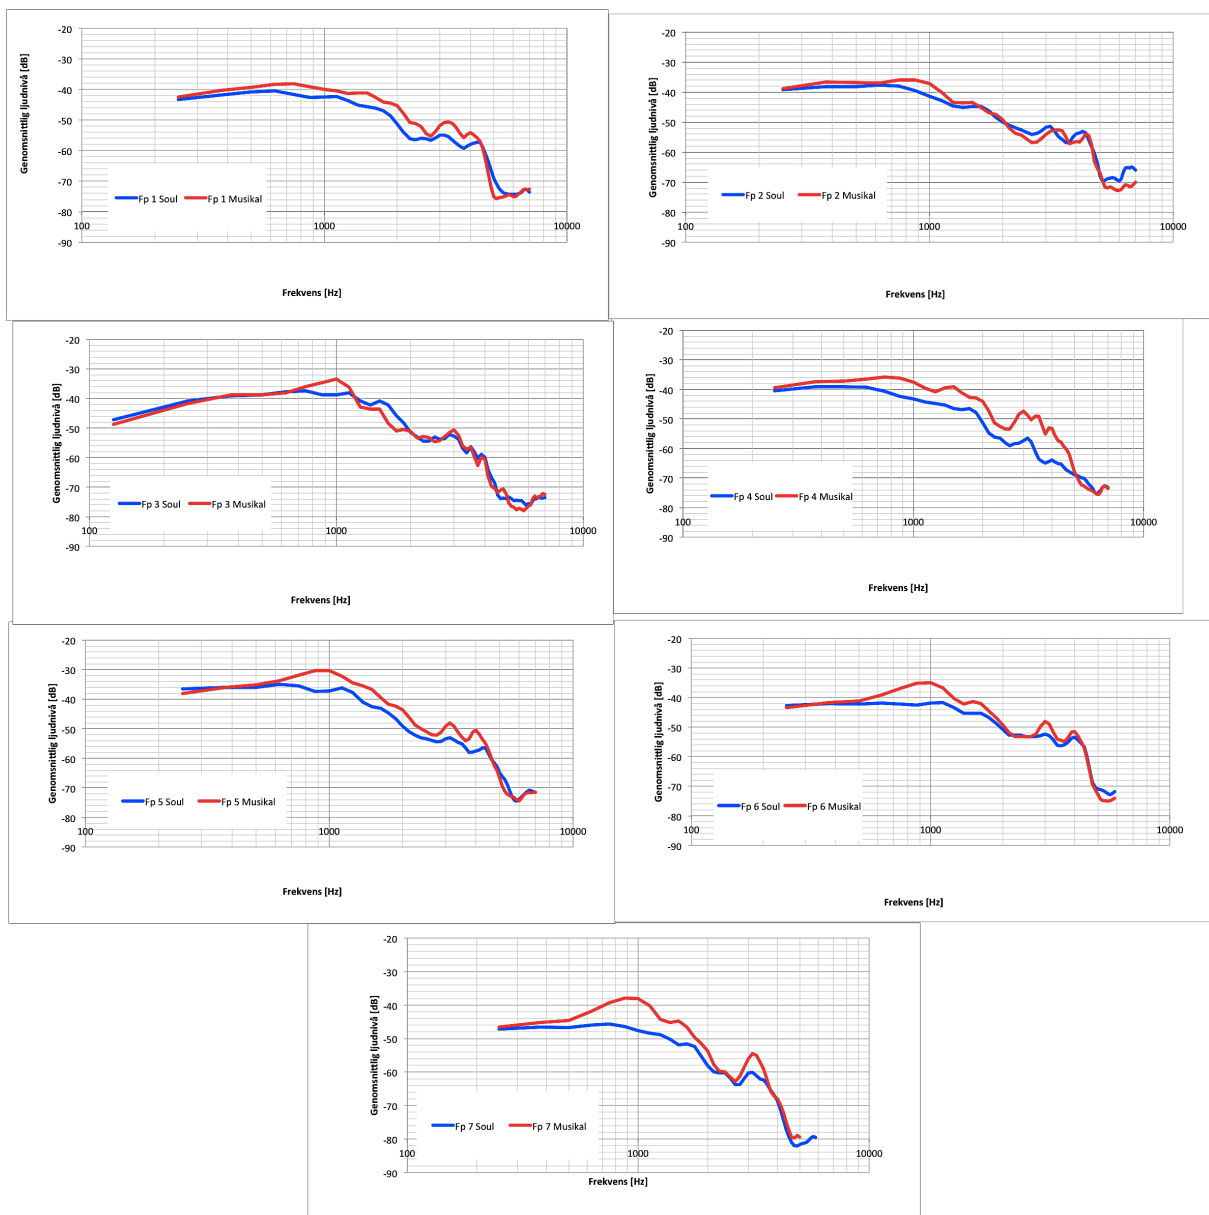 Genomsnittlig ljudnivå [dB]
-20
-30
-40
-50
-60
-70
-80
-90
100
1000
10000
Fp 1 Soul
Fp 1 Musikal
Frekvens [Hz]
Genomsnittlig ljudnivå [dB]
-20
-30
-40
-50
-60
-70
-80
-90
100
1000
10000
Fp 2 Soul
Fp 2 Musikal
Frekvens [Hz]
Genomsnittlig ljudnivå [dB]
-20
-30
-40
-50
-60
-70
-80
-90
100
1000
10000
Fp 3 Soul
Fp 3 Musikal
Frekvens [Hz]
Genomsnittlig ljudnivå [dB]
-20
-30
-40
-50
-60
-70
-80
-90
100
1000
10000
Fp 4 Soul
Fp 4 Musikal
Frekvens [Hz]
Genomsnittlig ljudnivå [dB]
-20
-30
-40
-50
-60
-70
-80
-90
100
1000
10000
Fp 5 Soul
Fp 5 Musikal
Frekvens [Hz]
Genomsnittlig ljudnivå [dB]
-20
-30
-40
-50
-60
-70
-80
-90
100
1000
10000
Fp 6 Soul
Fp 6 Musikal
Frekvens [Hz]
Genomsnittlig ljudnivå [dB]
-20
-30
-40
-50
-60
-70
-80
-90
100
1000
10000
Fp 7 Soul
Fp 7 Musikal
Frekvens [Hz]